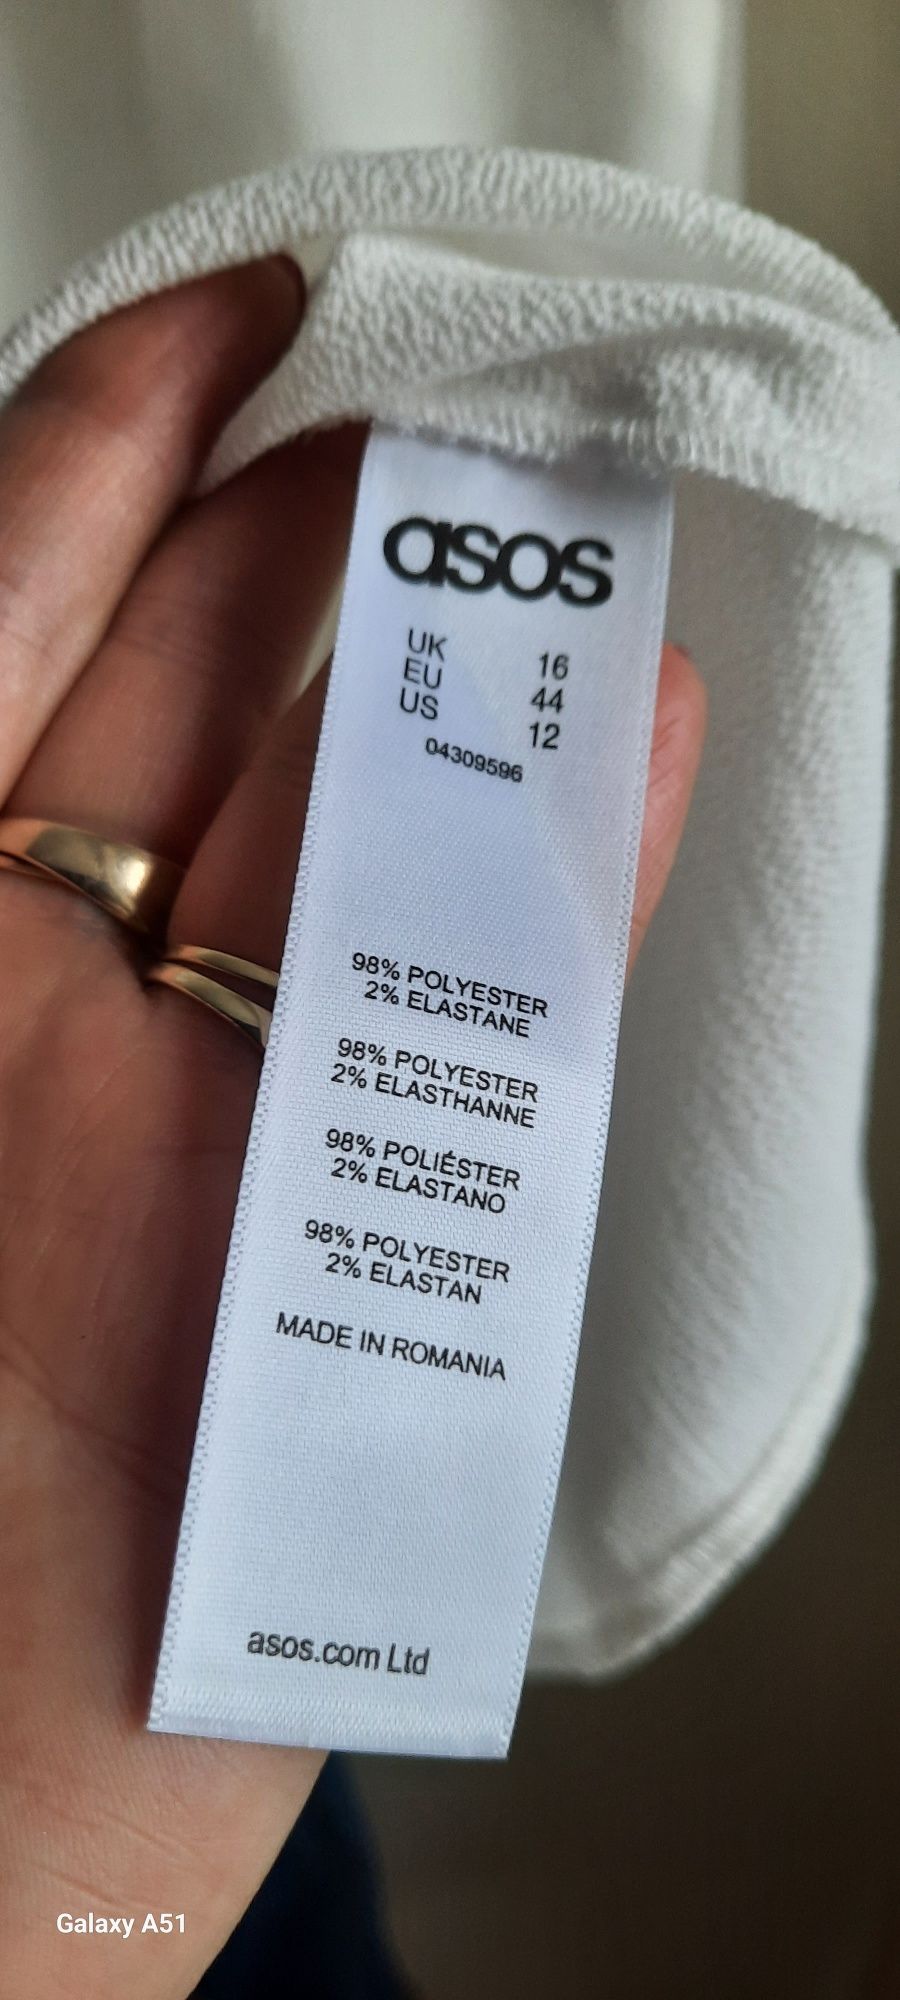 asos
UK 16
EU 44
US 12
04309596
98% POLYESTER
2% ELASTANE
98% POLYESTER
2% ELASTHANNE
98% POLIÉSTER
2% ELASTANO
98% POLYESTER
2% ELASTAN
MADE IN ROMANIA
asos.com Ltd
Galaxy A51